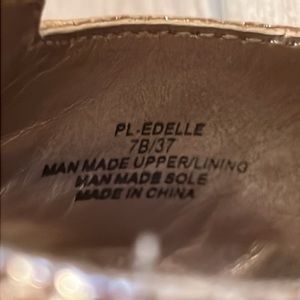 PL-EDELLE
7B/37
MAN MADE UPPER/LINING
MAN MADE SOLE
MADE IN CHINA